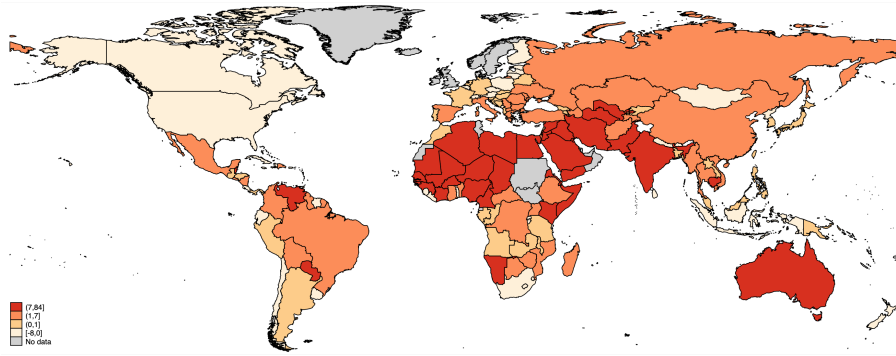 (7,84]
(1,7]
(0,1]
[-8,0]
No data